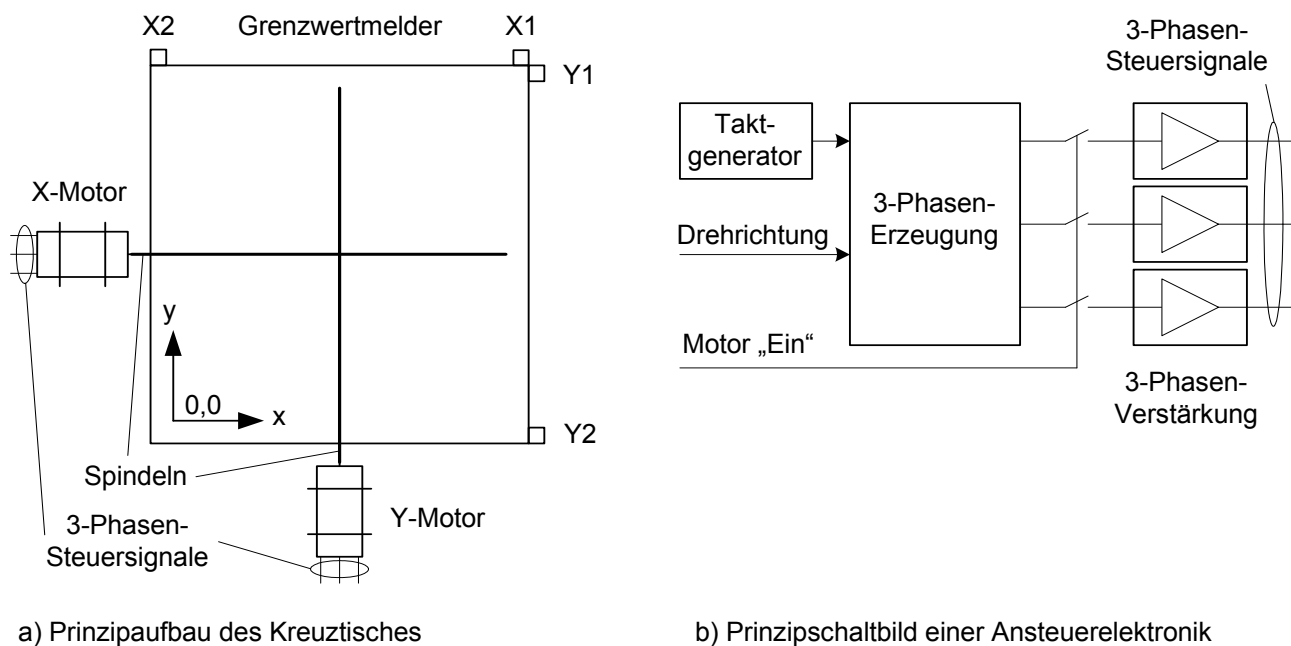 X2
Grenzwertmelder
X1
Y1
X-Motor
y
0,0
x
Y2
Spindeln
Y-Motor
3-Phasen-
Steuersignale
a) Prinzipaufbau des Kreuztisches
3-Phasen-
Steuersignale
Takt-
generator
3-Phasen-
Erzeugung
Drehrichtung
Motor „Ein“
3-Phasen-
Verstärkung
b) Prinzipschaltbild einer Ansteuerelektronik